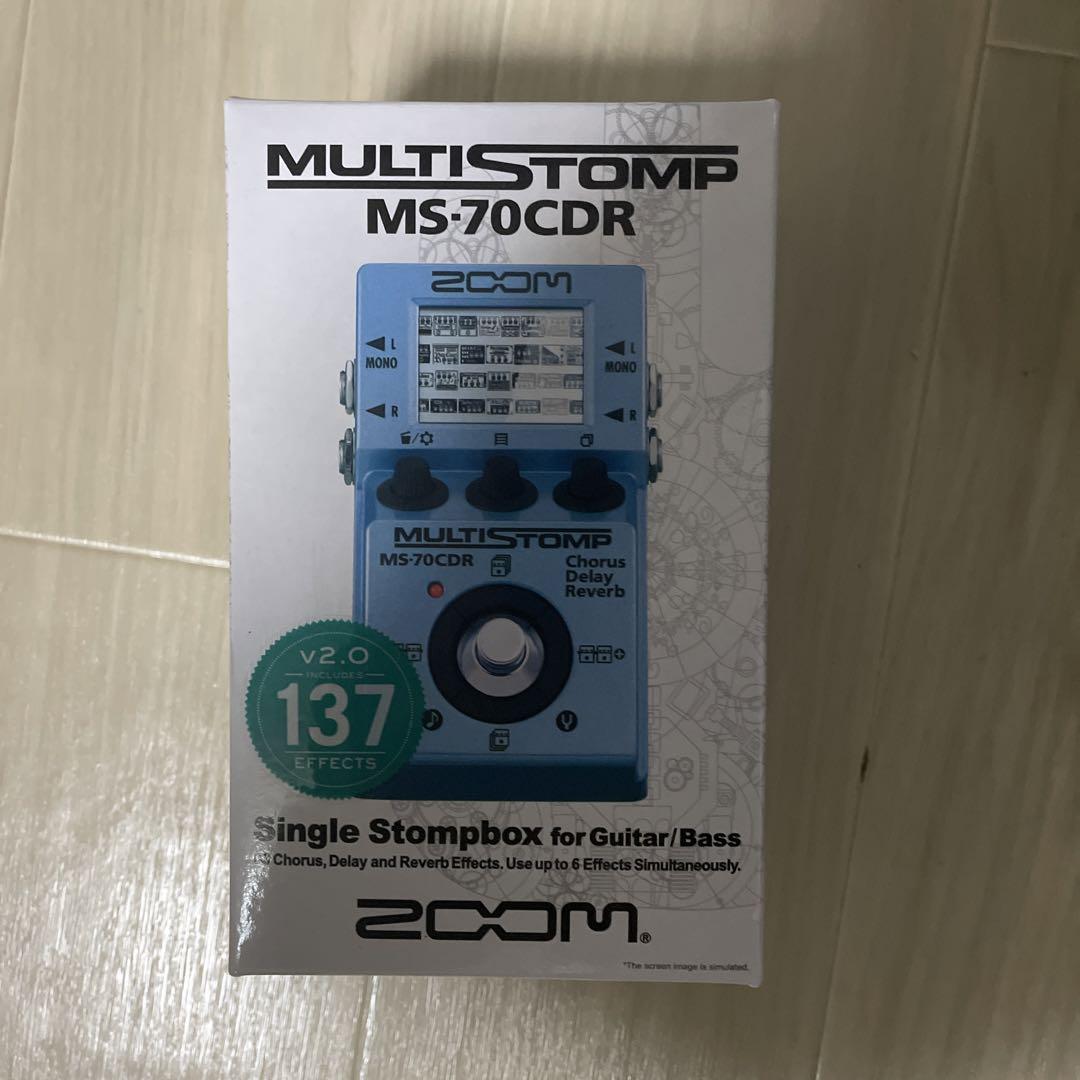 MULTISTOMP
MS-70CDR
ZOOM
L
MONO
R
L
MONO
R
MULTISTOMP
MS-70CDR
Chorus
Delay
Reverb
v2.0
INCLUDES
137
EFFECTS
Single Stompbox for Guitar/Bass
Chorus, Delay and Reverb Effects. Use up to 6 Effects Simultaneously.
ZOOM®
*The screen image is simulated.